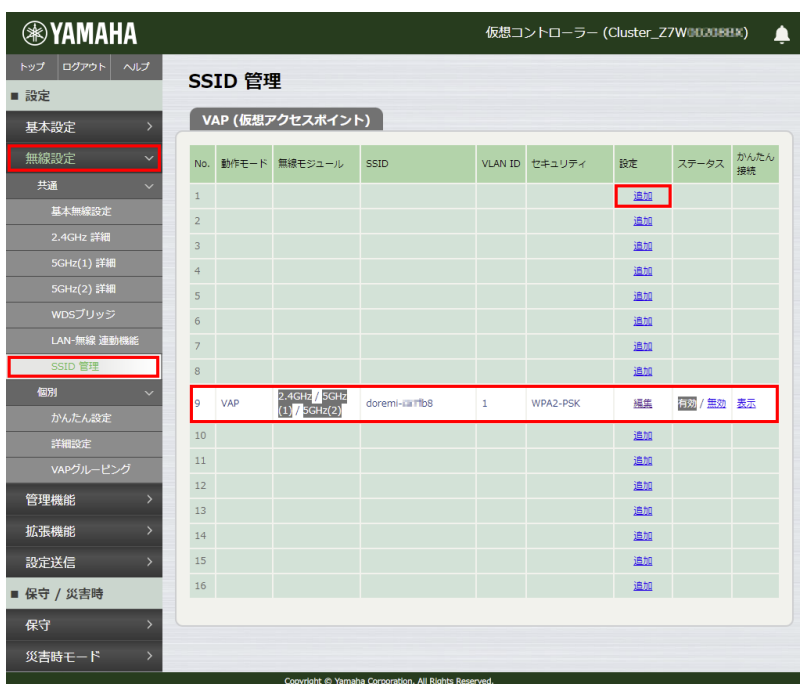 YAMAHA
仮想コントローラー (Cluster_Z7W
トップ ログアウト ヘルプ
■ 設定
基本設定
無線設定
共通
基本無線設定
2.4GHz 詳細
5GHz(1) 詳細
5GHz(2) 詳細
WDSブリッジ
LAN-無線 連動機能
SSID 管理
個別
かんたん設定
詳細設定
VAPグルーピング
管理機能
拡張機能
設定送信
■ 保守 / 災害時
保守
災害時モード
SSID 管理
VAP (仮想アクセスポイント)
No. 動作モード 無線モジュール SSID VLAN ID セキュリティ 設定 ステータス かんたん
接続
1 追加
2 追加
3 追加
4 追加
5 追加
6 追加
7 追加
8 追加
9 VAP 2.4GHz / 5GHz
(1) / 5GHz(2) doremi- b8 1 WPA2-PSK 編集 有効 / 無効 表示
10 追加
11 追加
12 追加
13 追加
14 追加
15 追加
16 追加
Copyright © Yamaha Corporation. All Rights Reserved.